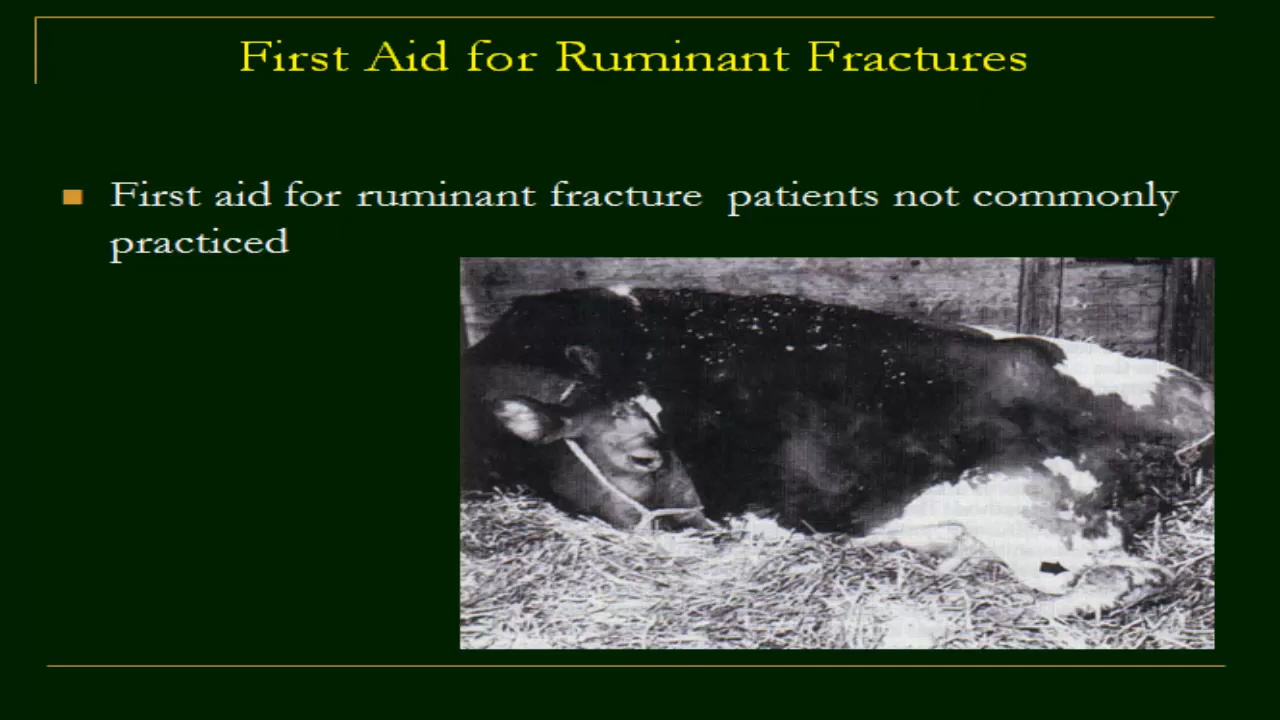 First Aid for Ruminant Fractures
First aid for ruminant fracture patients not commonly
practiced